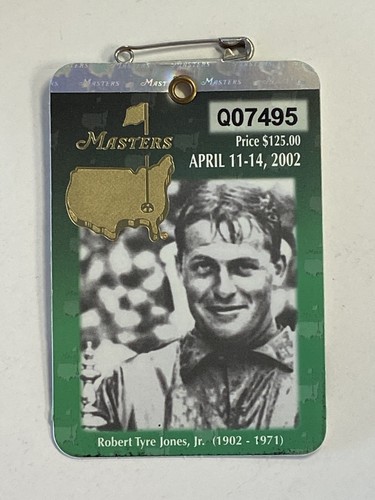 MASTERS MASTERS MASTERS
Q07495
Price $125.00
MASTERS
APRIL 11-14, 2002
Robert Tyre Jones, Jr. (1902 - 1971)